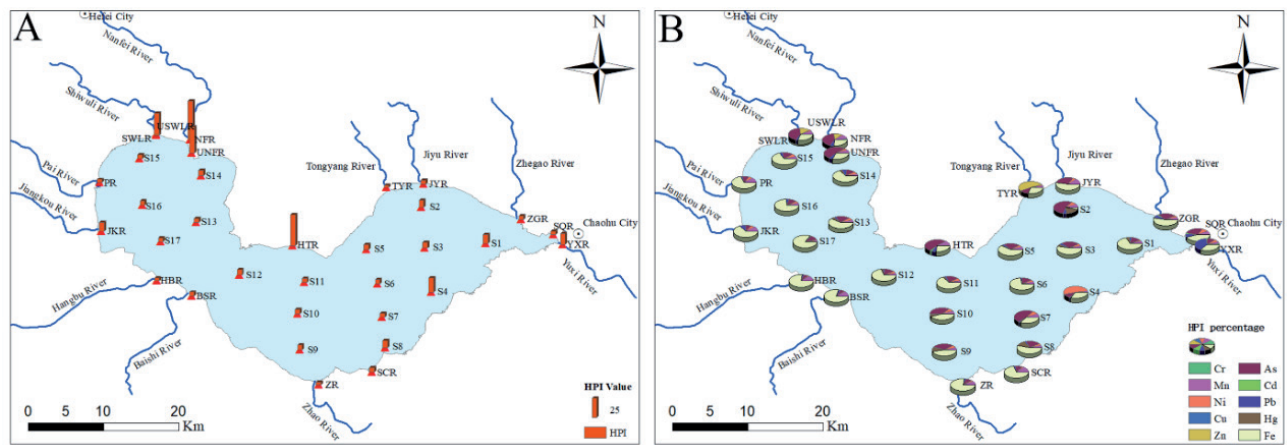 A
Hefei City
Nanfei River
N
Shiwuli River
USWLR
SWLR
NFR
UNFR
S15
S14
Pai River
PR
Tongyang River
Jiyu River
Zhegao River
TYR
JYR
Jiangkou River
S16
S2
JKR
S13
ZGR
SQR
Chaohu City
S17
HTR
S5
S3
S1
YXR
Yuxi River
HBR
S12
S11
S6
S4
Hangbu River
BSR
S10
S7
Baishi River
S9
S8
SCR
ZR
Zhao River
HPI Value
25
HPI
0
10
20
Km
B
Hefei City
Nanfei River
N
Shiwuli River
USWLR
SWLR
NFR
UNFR
S15
S14
Pai River
PR
Tongyang River
Jiyu River
Zhegao River
TYR
JYR
Jiangkou River
S16
S2
JKR
S13
ZGR
SQR
Chaohu City
S17
HTR
S5
S3
S1
YXR
Yuxi River
HBR
S12
S11
S6
S4
Hangbu River
BSR
S10
S7
Baishi River
S9
S8
SCR
ZR
Zhao River
HPI percentage
Cr As
Mn Cd
Ni Pb
Cu Hg
Zn Fe
0
10
20
Km